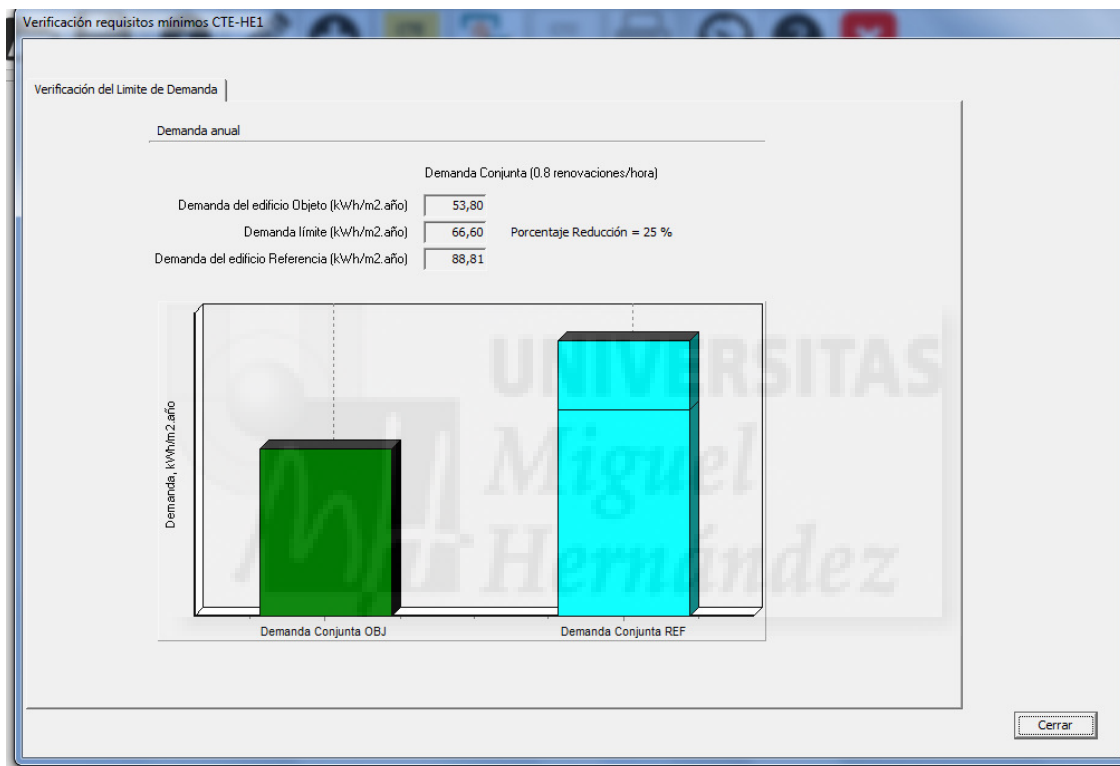 Verificación requisitos mínimos CTE-HE1
Verificación del Limite de Demanda
Demanda anual
Demanda Conjunta (0.8 renovaciones/hora)
Demanda del edificio Objeto (kWh/m2.año) 53,80
Demanda límite (kWh/m2.año) 66,60 Porcentaje Reducción = 25 %
Demanda del edificio Referencia (kWh/m2.año) 88,81
Demanda, kWh/m2.año
UNIVERSITAS
Miguel
Hernández
Demanda Conjunta OBJ Demanda Conjunta REF
Cerrar